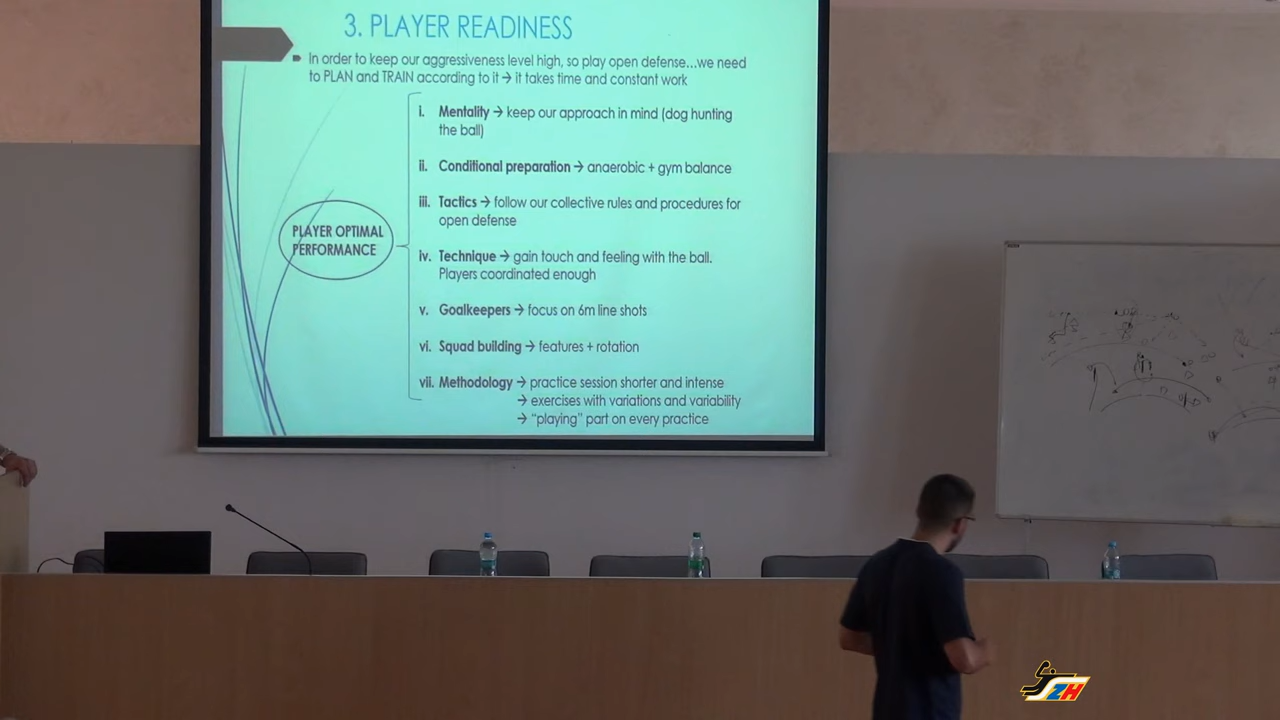 3. PLAYER READINESS
In order to keep our aggressiveness level high, so play open defense...we need
to PLAN and TRAIN according to it → it takes time and constant work
i. Mentality → keep our approach in mind (dog hunting
the ball)
ii. Conditional preparation → anaerobic + gym balance
iii. Tactics → follow our collective rules and procedures for
open defense
PLAYER OPTIMAL
PERFORMANCE
iv. Technique → gain touch and feeling with the ball.
Players coordinated enough
v. Goalkeepers → focus on 6m line shots
vi. Squad building → features + rotation
vii. Methodology → practice session shorter and intense
→ exercises with variations and variability
→ "playing" part on every practice
ZH